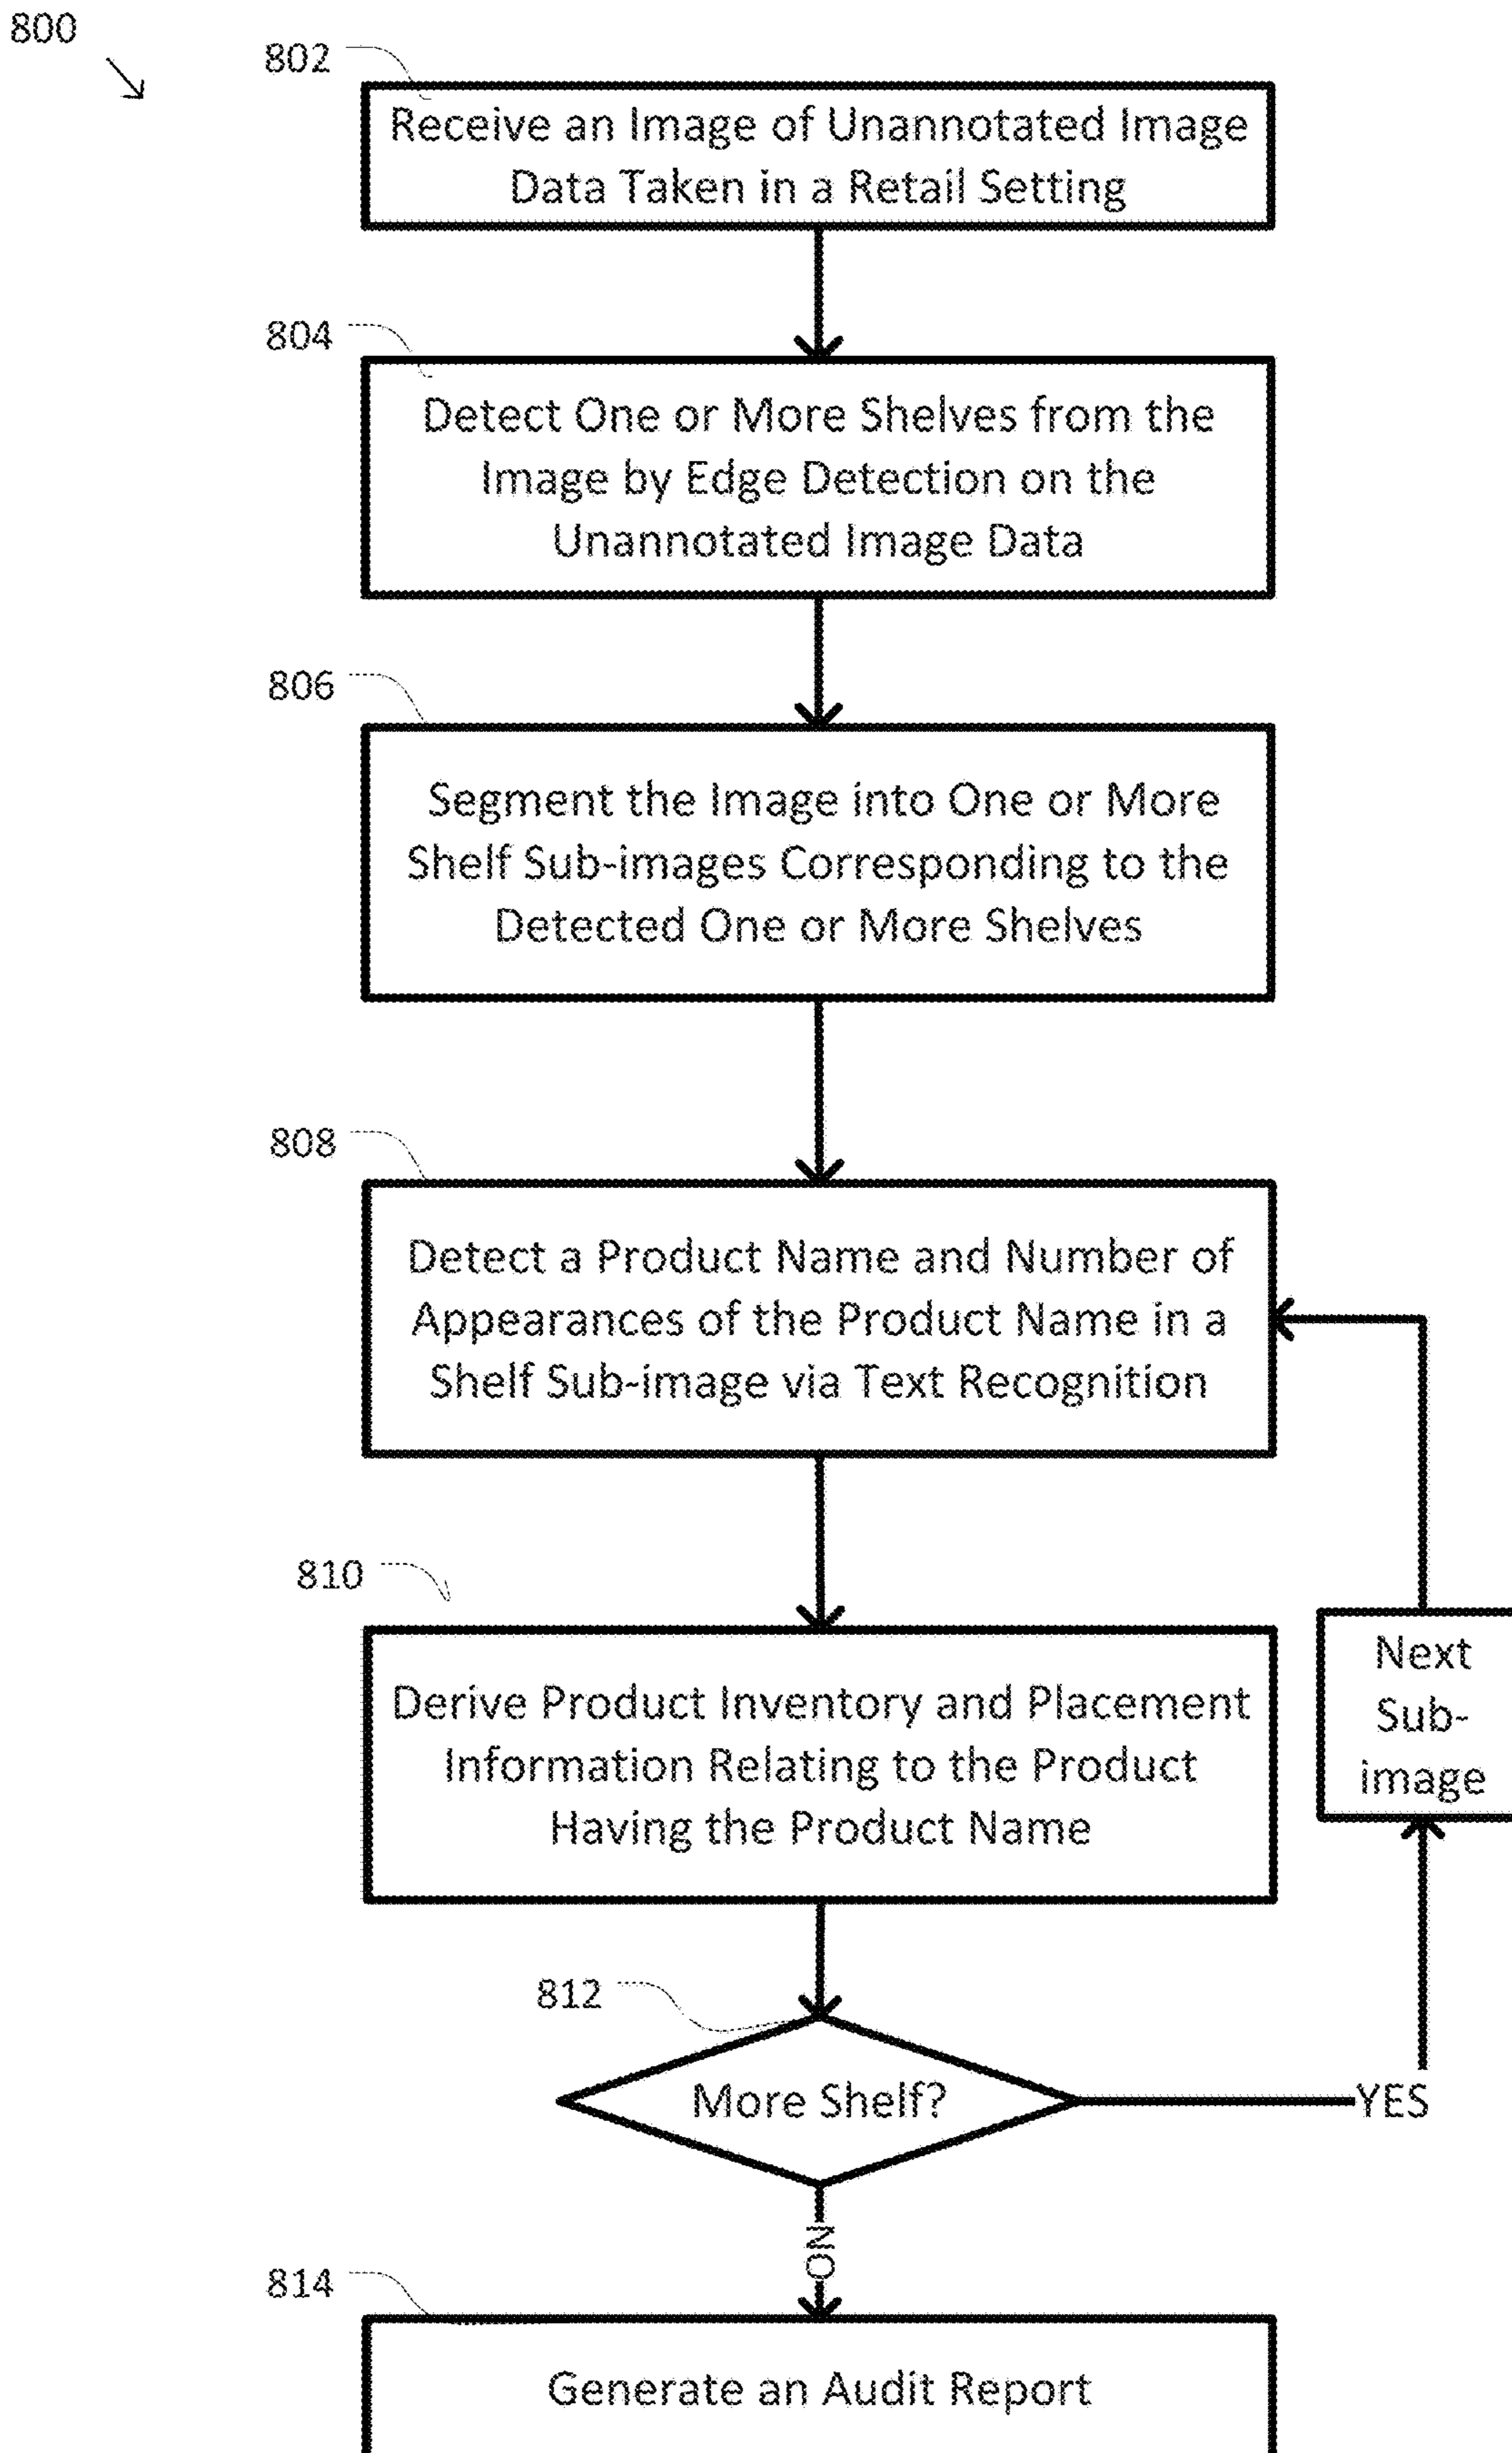 800
802
Receive an Image of Unannotated Image
Data Taken in a Retail Setting
804
Detect One or More Shelves from the
Image by Edge Detection on the
Unannotated Image Data
806
Segment the Image into One or More
Shelf Sub-images Corresponding to the
Detected One or More Shelves
808
Detect a Product Name and Number of
Appearances of the Product Name in a
Shelf Sub-image via Text Recognition
810
Derive Product Inventory and Placement
Information Relating to the Product
Having the Product Name
Next
Sub-
image
812
More Shelf?
YES
NO
814
Generate an Audit Report